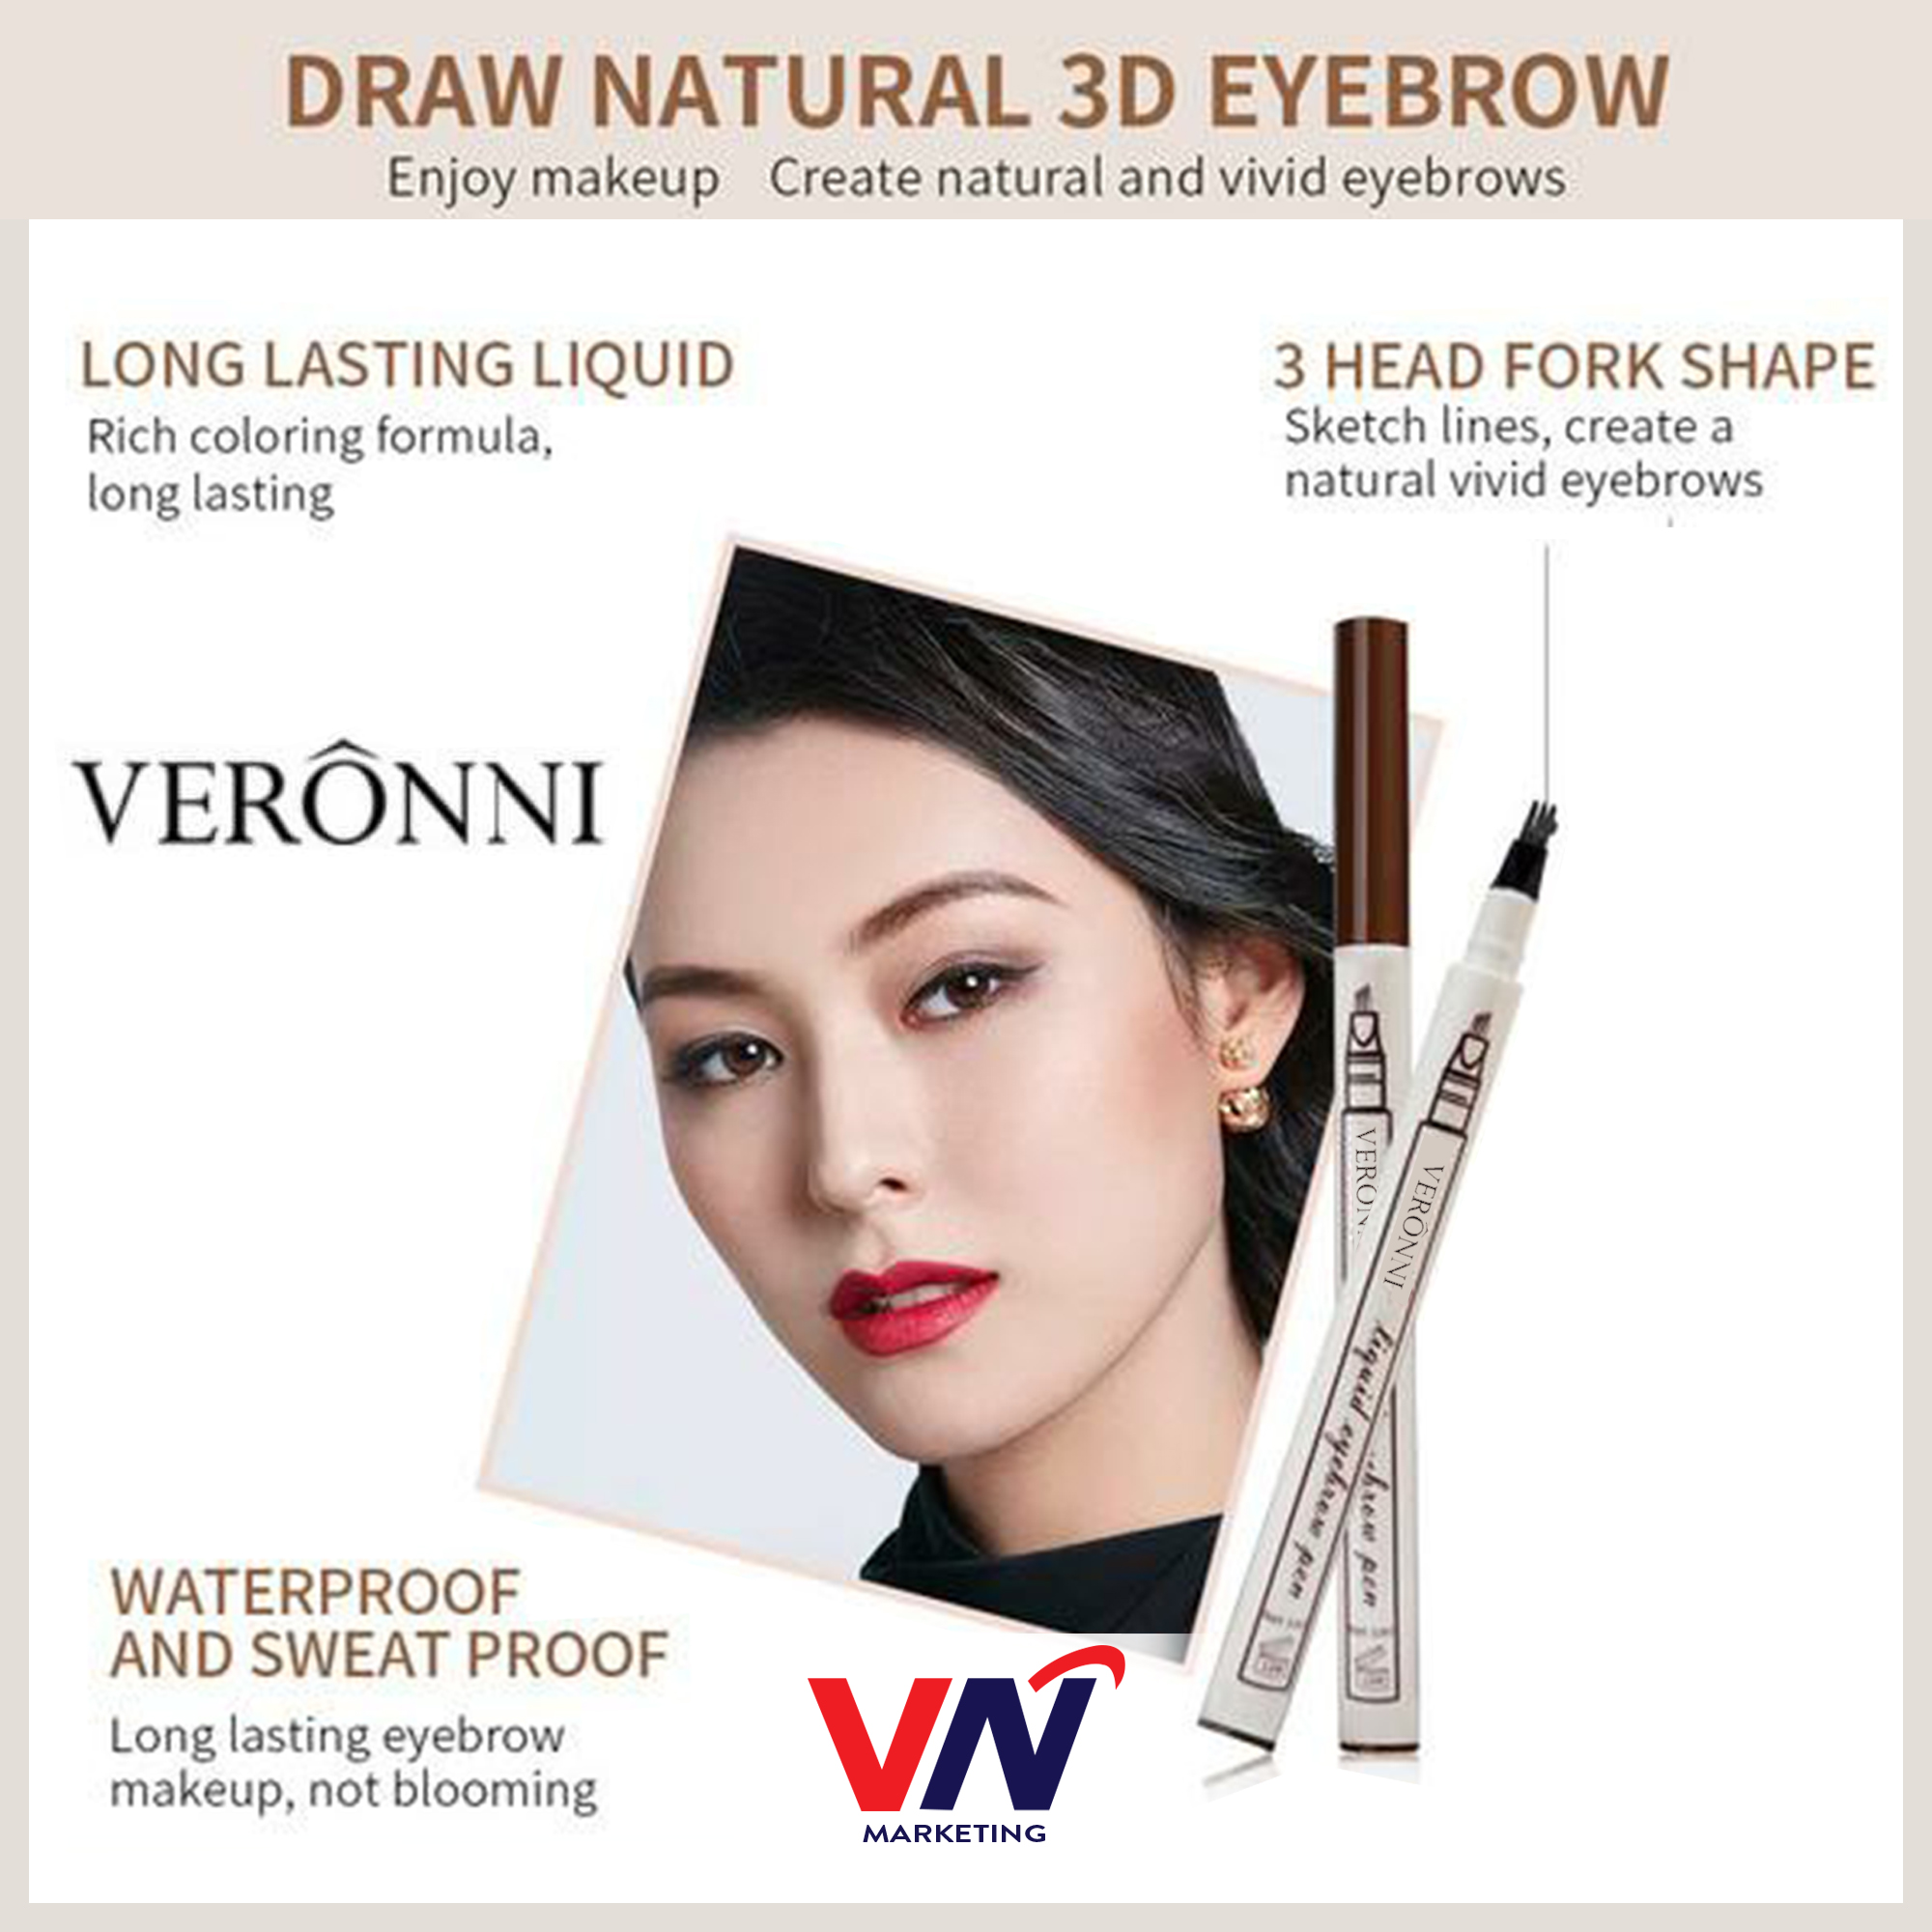 DRAW NATURAL 3D EYEBROW
Enjoy makeup Create natural and vivid eyebrows
LONG LASTING LIQUID
Rich coloring formula,
long lasting
3 HEAD FORK SHAPE
Sketch lines, create a
natural vivid eyebrows
VERÔNNI
VERÔNNI
liquid eyebrow pen
pen
WATERPROOF
AND SWEAT PROOF
Long lasting eyebrow
makeup, not blooming
VN
MARKETING